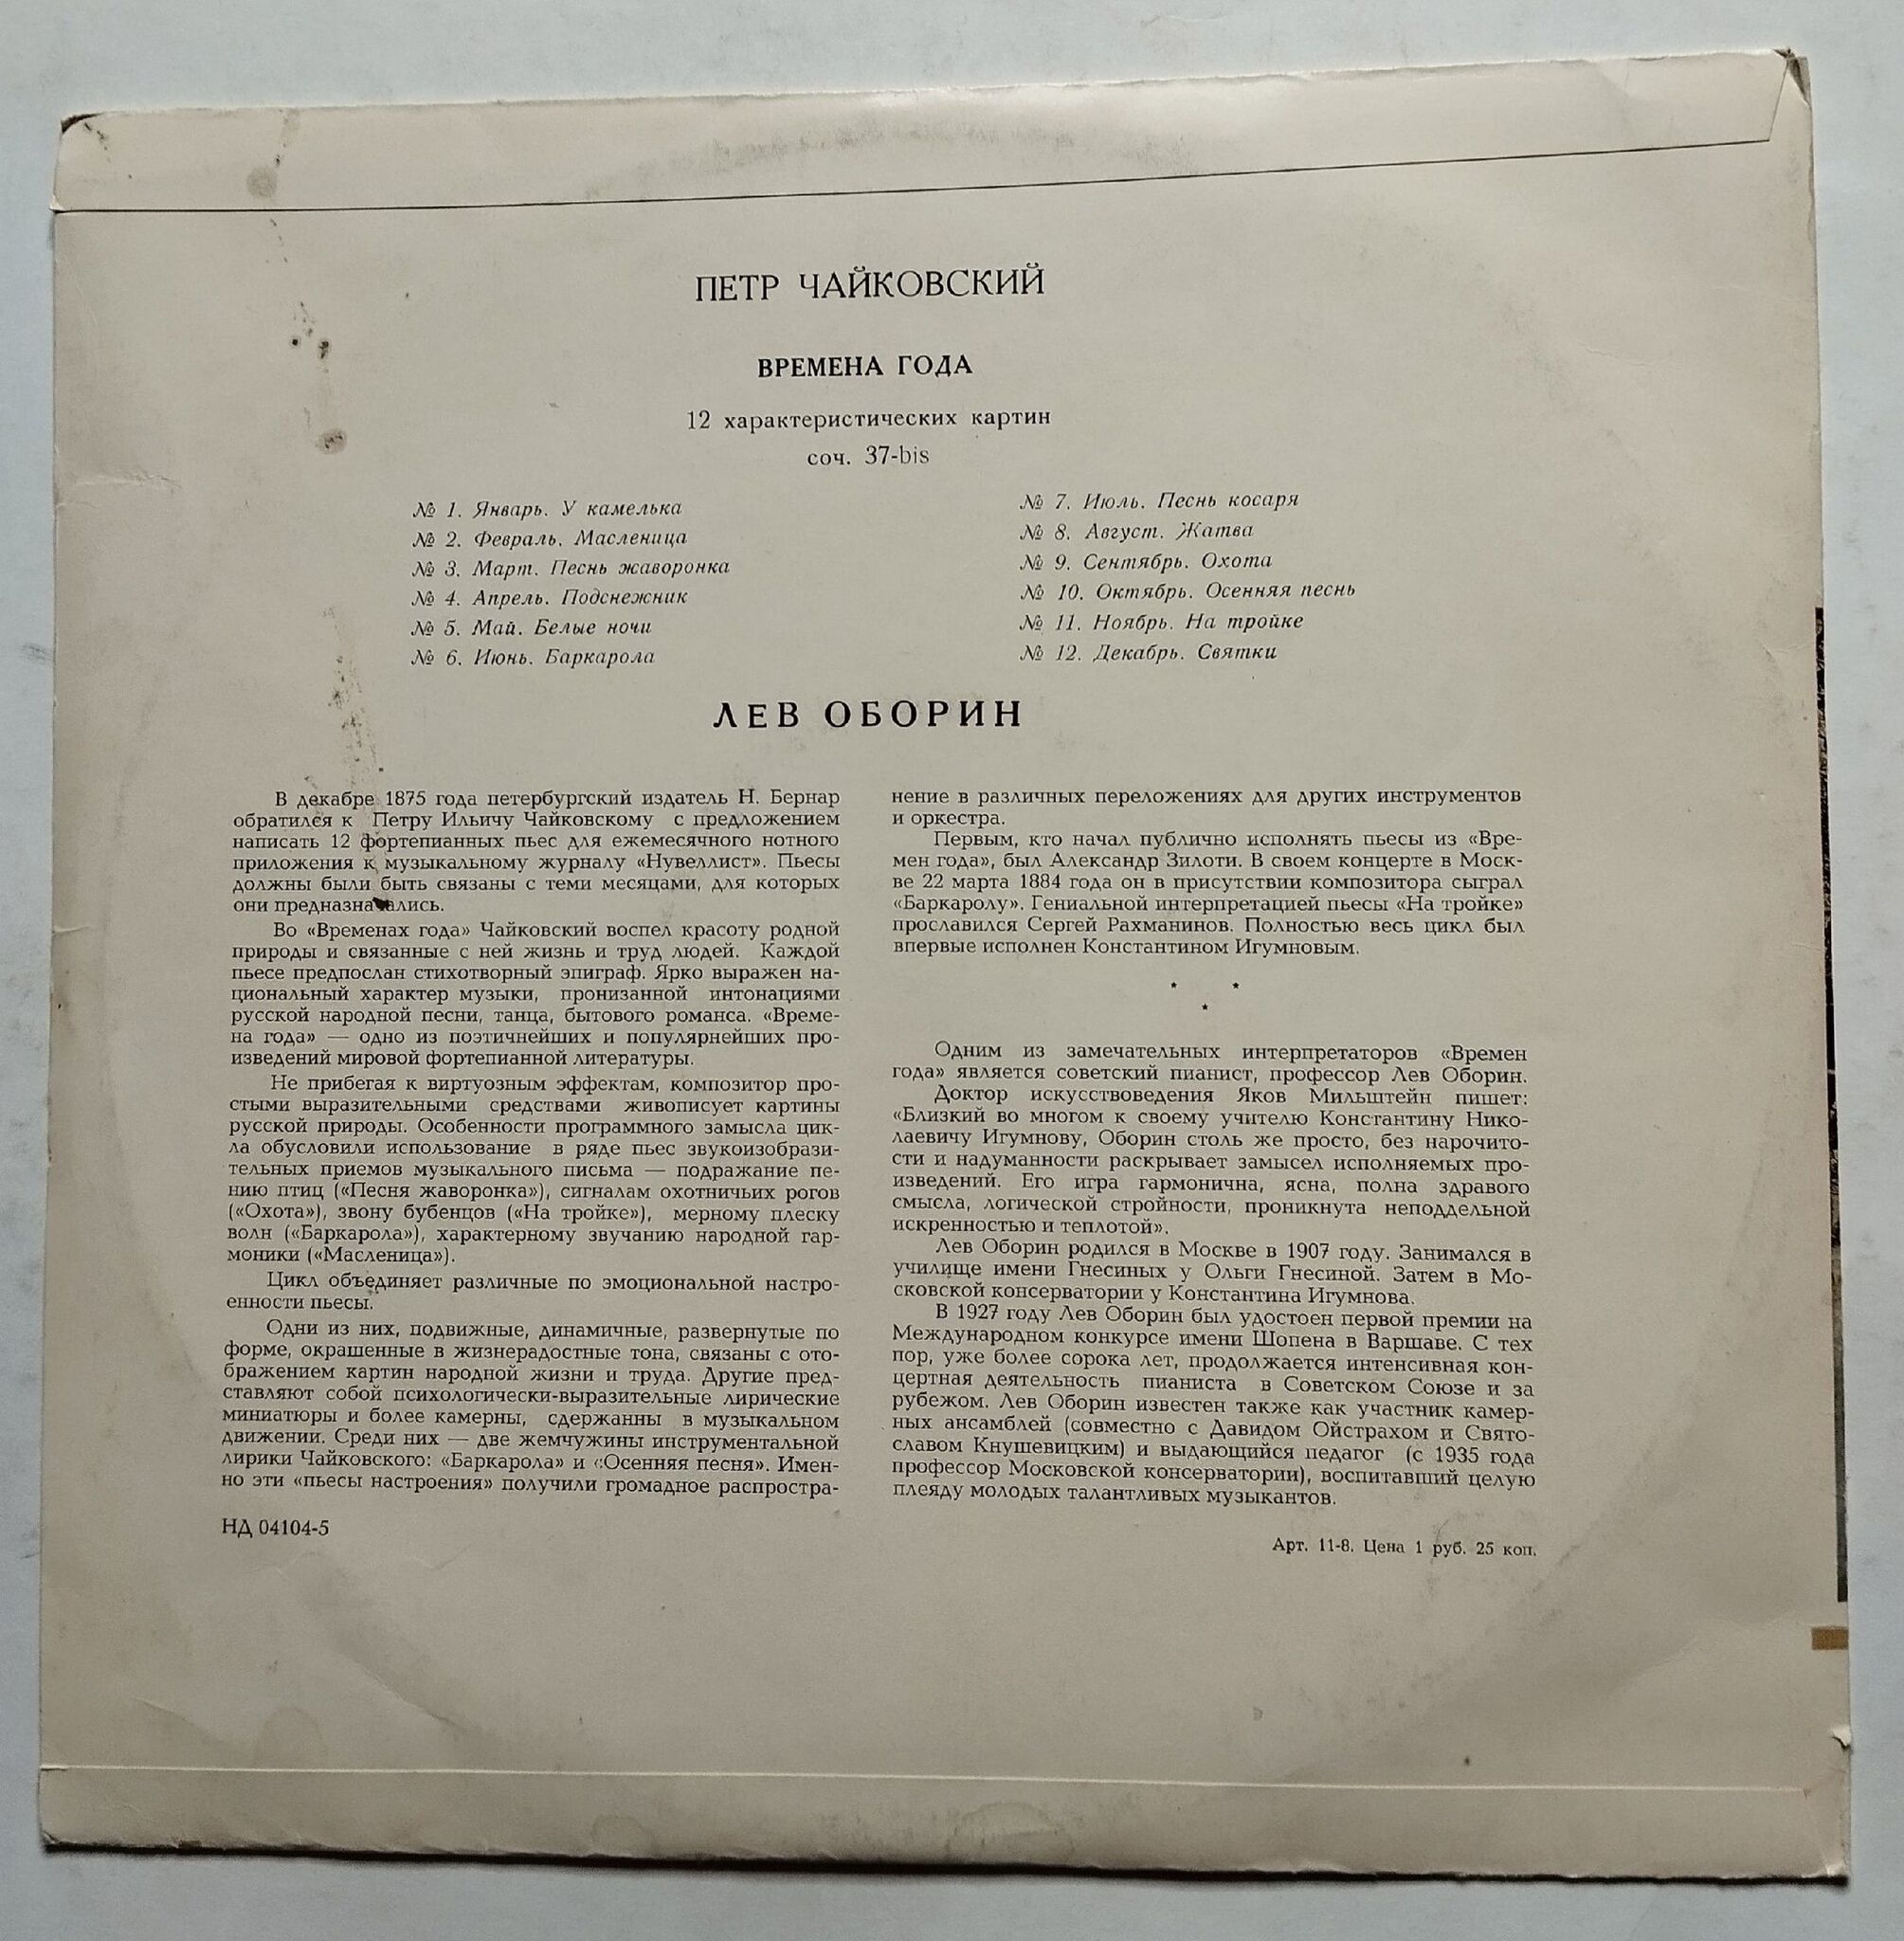 ПЕТР ЧАЙКОВСКИЙ
ВРЕМЕНА ГОДА
12 характеристических картин
соч. 37-bis
№ 1. Январь. У камелька
№ 2. Февраль. Масленица
№ 3. Март. Песнь жаворонка
№ 4. Апрель. Подснежник
№ 5. Май. Белые ночи
№ 6. Июнь. Баркарола
№ 7. Июль. Песнь косаря
№ 8. Август. Жатва
№ 9. Сентябрь. Охота
№ 10. Октябрь. Осенняя песнь
№ 11. Ноябрь. На тройке
№ 12. Декабрь. Святки
ЛЕВ ОБОРИН
В декабре 1875 года петербургский издатель Н. Бернар
обратился к Петру Ильичу Чайковскому с предложением
написать 12 фортепианных пьес для ежемесячного нотного
приложения к музыкальному журналу «Нувеллист». Пьесы
должны были быть связаны с теми месяцами, для которых
они предназначались.
Во «Временах года» Чайковский воспел красоту родной
природы и связанные с ней жизнь и труд людей. Каждой
пьесе предпослан стихотворный эпиграф. Ярко выражен на-
циональный характер музыки, пронизанной интонациями
русской народной песни, танца, бытового романса. «Време-
на года» — одно из поэтичнейших и популярнейших про-
изведений мировой фортепианной литературы.
Не прибегая к виртуозным эффектам, композитор про-
стыми выразительными средствами живописует картины
русской природы. Особенности программного замысла цик-
ла обусловили использование в ряде пьес звукоизобрази-
тельных приемов музыкального письма — подражание пе-
нию птиц («Песня жаворонка»), сигналам охотничьих рогов
(«Охота»), звону бубенцов («На тройке»), мерному плеску
волн («Баркарола»), характерному звучанию народной гар-
моники («Масленица»).
Цикл объединяет различные по эмоциональной настро-
енности пьесы.
Одни из них, подвижные, динамичные, развернутые по
форме, окрашенные в жизнерадостные тона, связаны с ото-
бражением картин народной жизни и труда. Другие пред-
ставляют собой психологически-выразительные лирические
миниатюры и более камерны, сдержанны в музыкальном
движении. Среди них — две жемчужины инструментальной
лирики Чайковского: «Баркарола» и «Осенняя песня». Имен-
но эти «пьесы настроения» получили громадное распростра-
нение в различных переложениях для других инструментов
и оркестра.
Первым, кто начал публично исполнять пьесы из «Вре-
мен года», был Александр Зилоти. В своем концерте в Моск-
ве 22 марта 1884 года он в присутствии композитора сыграл
«Баркаролу». Гениальной интерпретацией пьесы «На тройке»
прославился Сергей Рахманинов. Полностью весь цикл был
впервые исполнен Константином Игумновым.
* *
*
Одним из замечательных интерпретаторов «Времен
года» является советский пианист, профессор Лев Оборин.
Доктор искусствоведения Яков Мильштейн пишет:
«Близкий во многом к своему учителю Константину Нико-
лаевичу Игумнову, Оборин столь же просто, без нарочито-
сти и надуманности раскрывает замысел исполняемых про-
изведений. Его игра гармонична, ясна, полна здравого
смысла, логической стройности, проникнута неподдельной
искренностью и теплотой».
Лев Оборин родился в Москве в 1907 году. Занимался в
училище имени Гнесиных у Ольги Гнесиной. Затем в Мо-
сковской консерватории у Константина Игумнова.
В 1927 году Лев Оборин был удостоен первой премии на
Международном конкурсе имени Шопена в Варшаве. С тех
пор, уже более сорока лет, продолжается интенсивная кон-
цертная деятельность пианиста в Советском Союзе и за
рубежом. Лев Оборин известен также как участник камер-
ных ансамблей (совместно с Давидом Ойстрахом и Свято-
славом Кнушевицким) и выдающийся педагог (с 1935 года
профессор Московской консерватории), воспитавший целую
плеяду молодых талантливых музыкантов.
НД 04104-5
Арт. 11-8. Цена 1 руб. 25 коп.